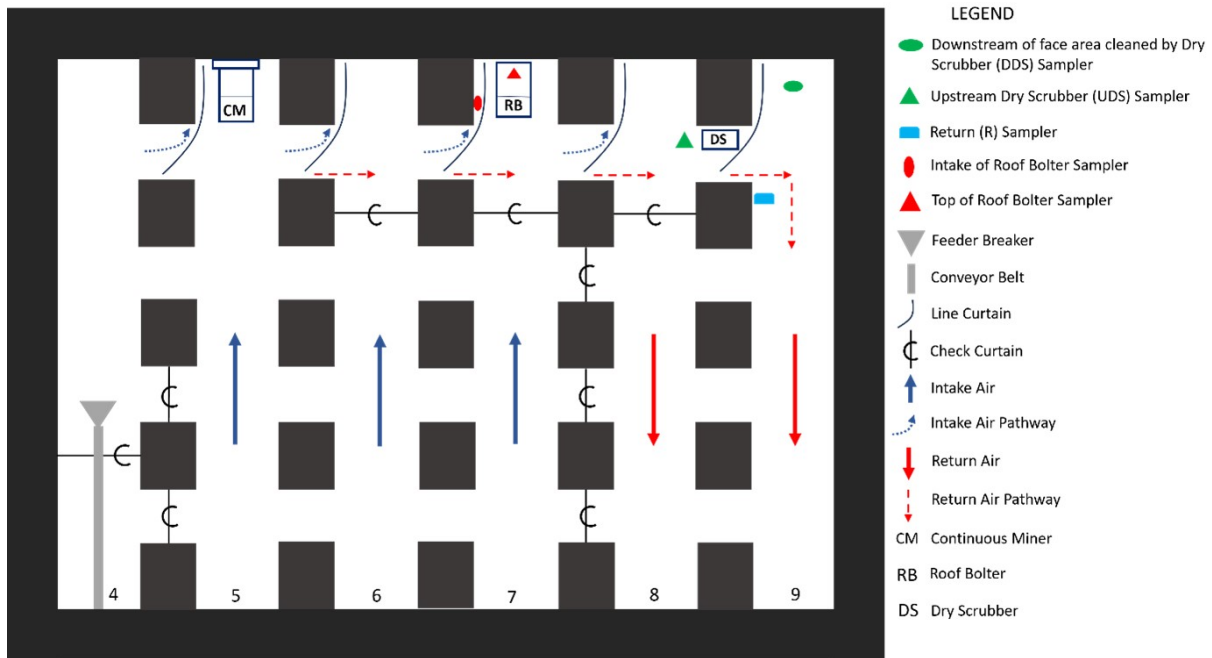 CM
RB
DS
4 5 6 7 8 9
LEGEND
Downstream of face area cleaned by Dry
Scrubber (DDS) Sampler
Upstream Dry Scrubber (UDS) Sampler
Return (R) Sampler
Intake of Roof Bolter Sampler
Top of Roof Bolter Sampler
Feeder Breaker
Conveyor Belt
Line Curtain
Check Curtain
Intake Air
Intake Air Pathway
Return Air
Return Air Pathway
CM Continuous Miner
RB Roof Bolter
DS Dry Scrubber